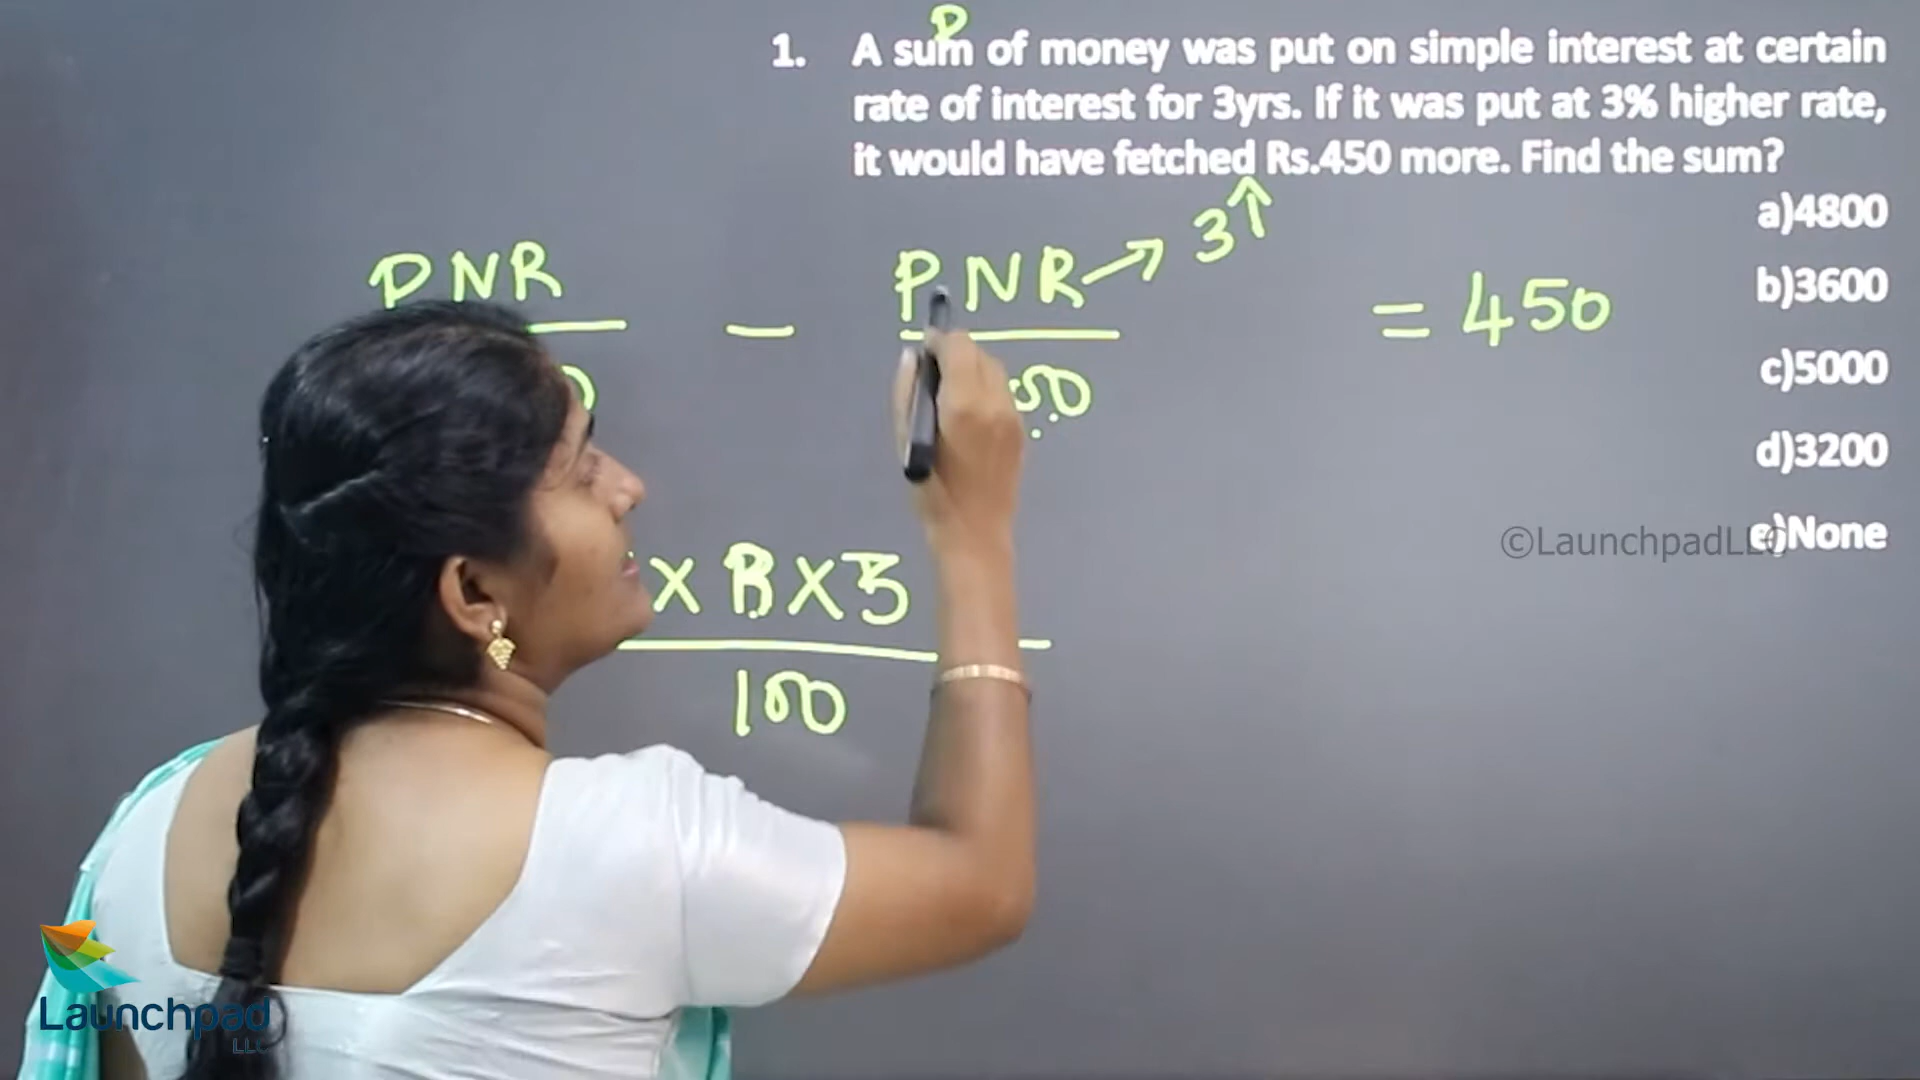 P
1. A sum of money was put on simple interest at certain
rate of interest for 3yrs. If it was put at 3% higher rate,
it would have fetched Rs.450 more. Find the sum?
a)4800
b)3600
c)5000
d)3200
e)None
PNR - PNR → 3↑ = 450
X 3 X 3
100
©LaunchpadLLC
Launchpad
LLC